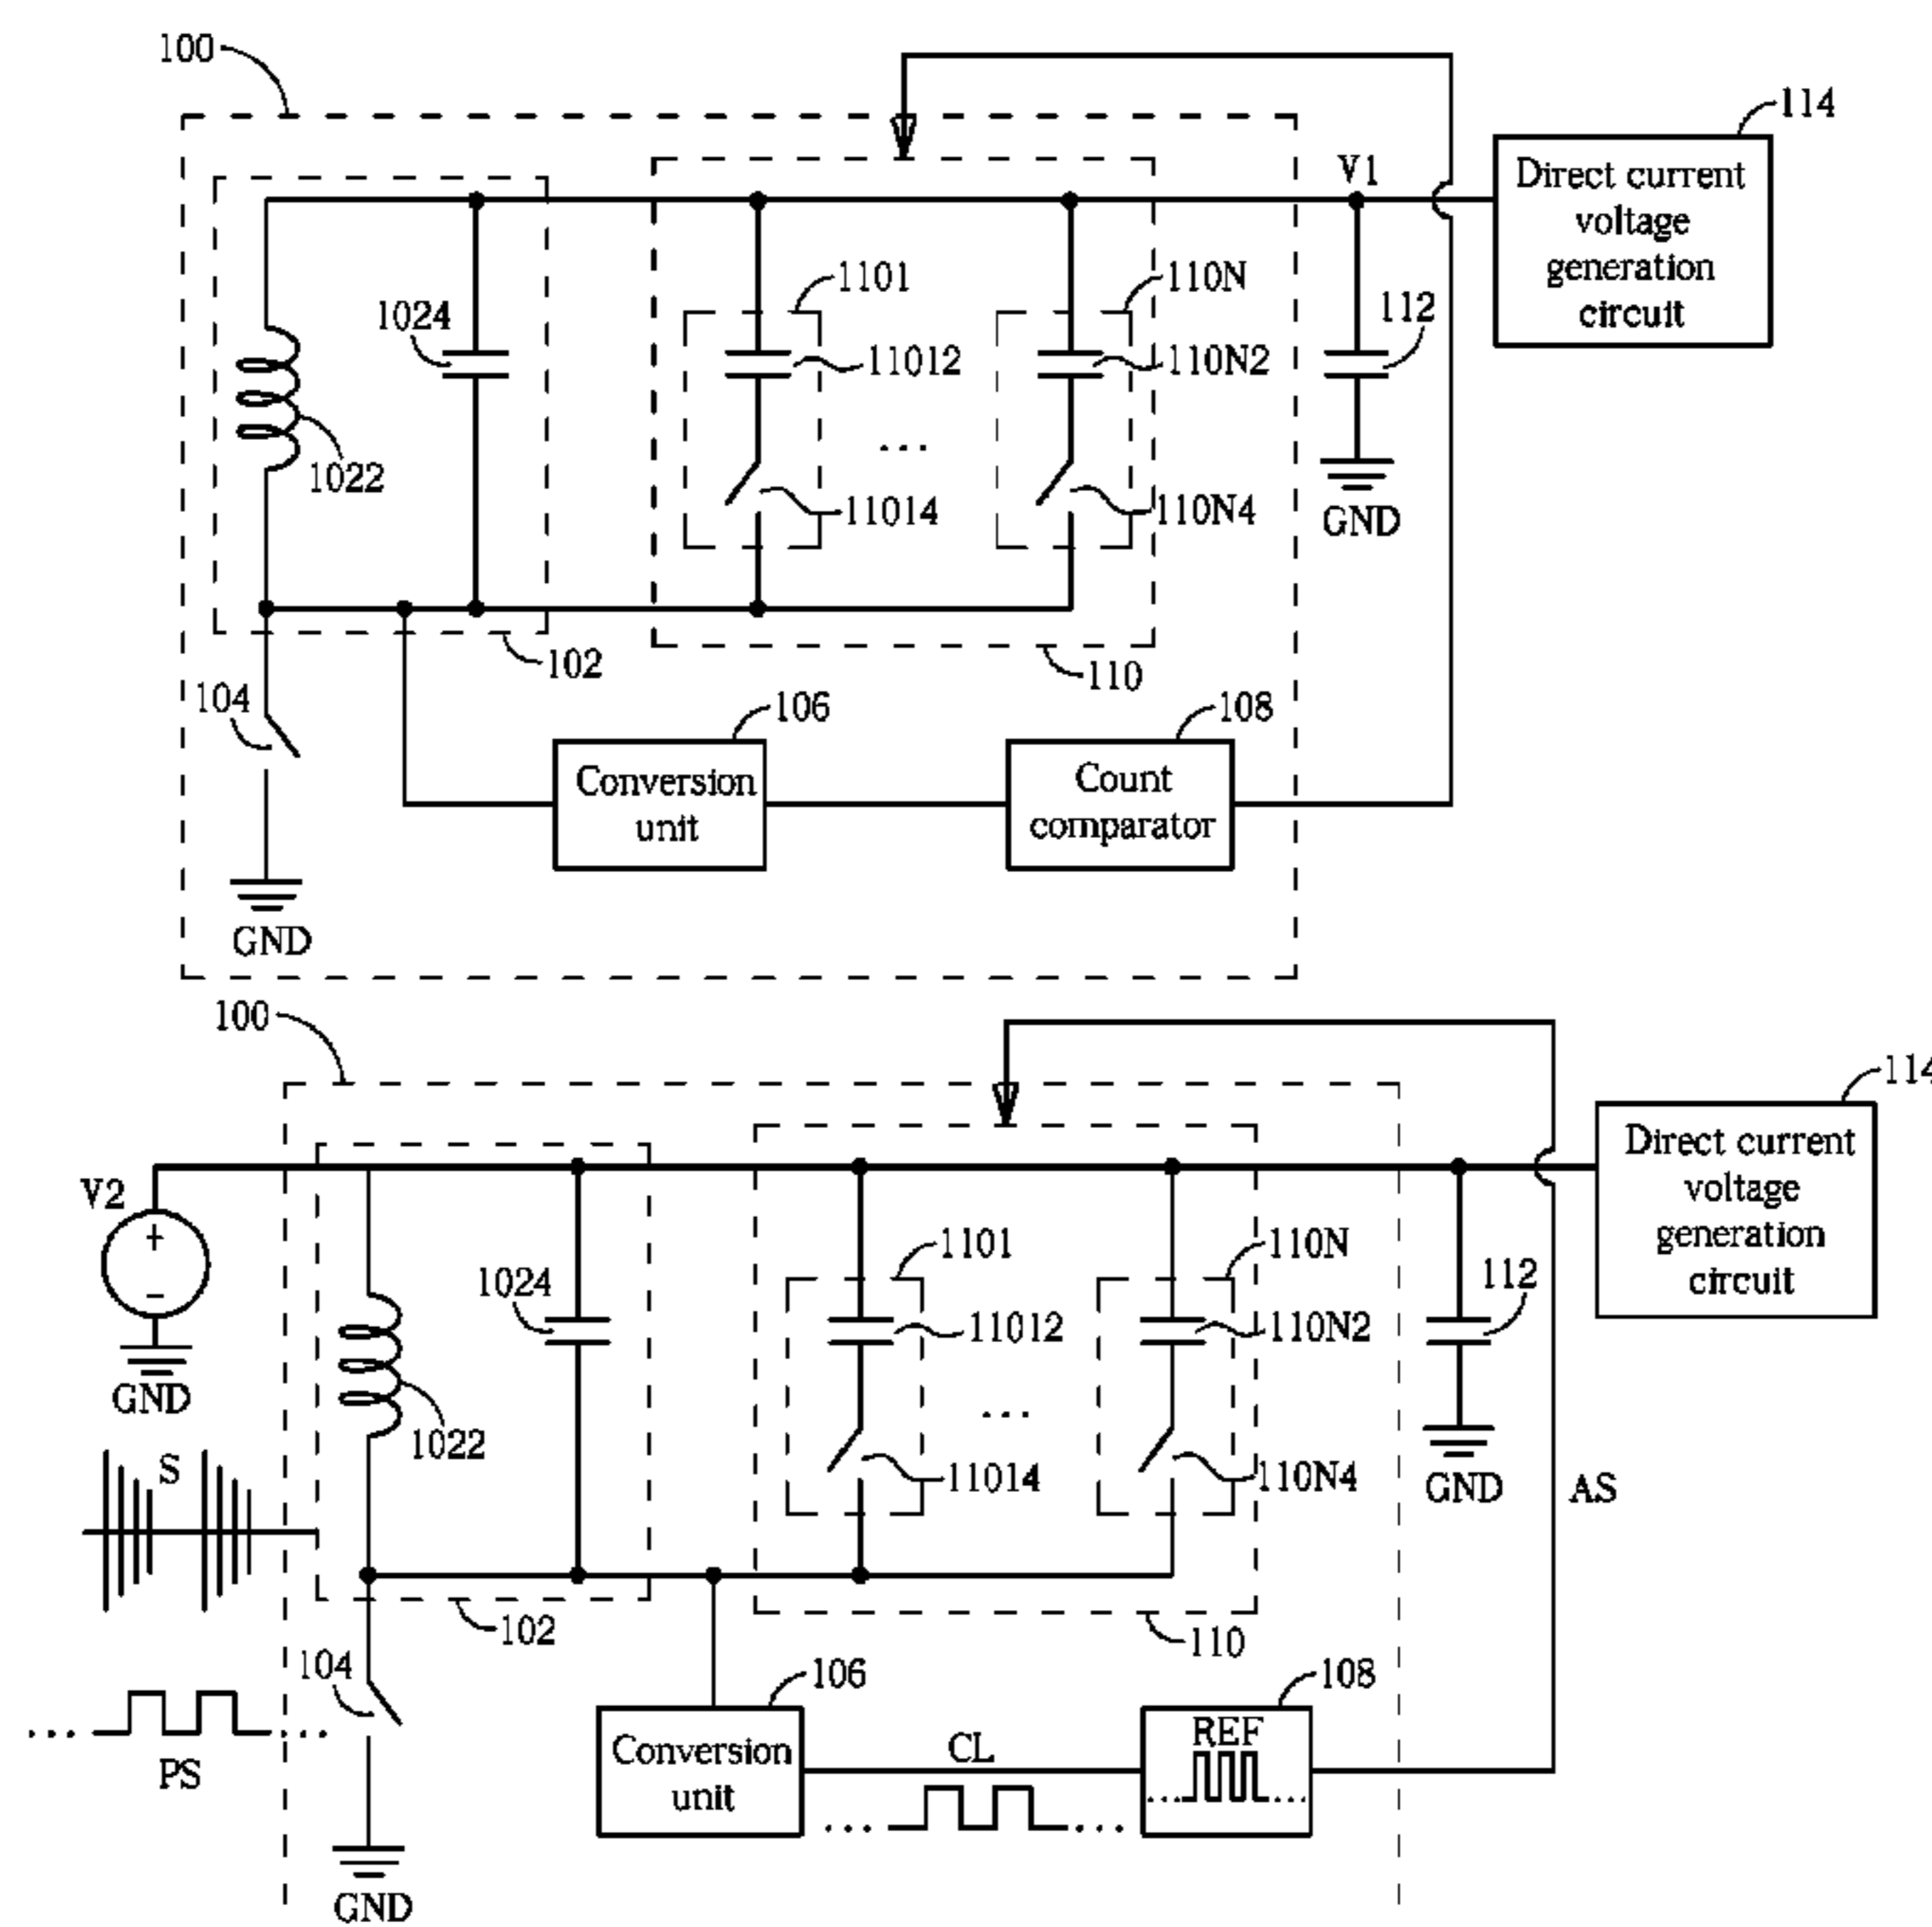 100
114
V1
Direct current
voltage
generation
circuit
1101
110N
1024
112
11012
110N2
1022
...
11014
110N4
GND
102
110
104
106
108
Conversion
unit
Count
comparator
GND
100
114
V2
Direct current
voltage
generation
circuit
+
-
1101
110N
1024
112
11012
110N2
GND
1022
...
S
11014
110N4
GND
AS
102
110
104
106
108
... ...
PS
Conversion
unit
CL
... ...
REF
... ...
GND